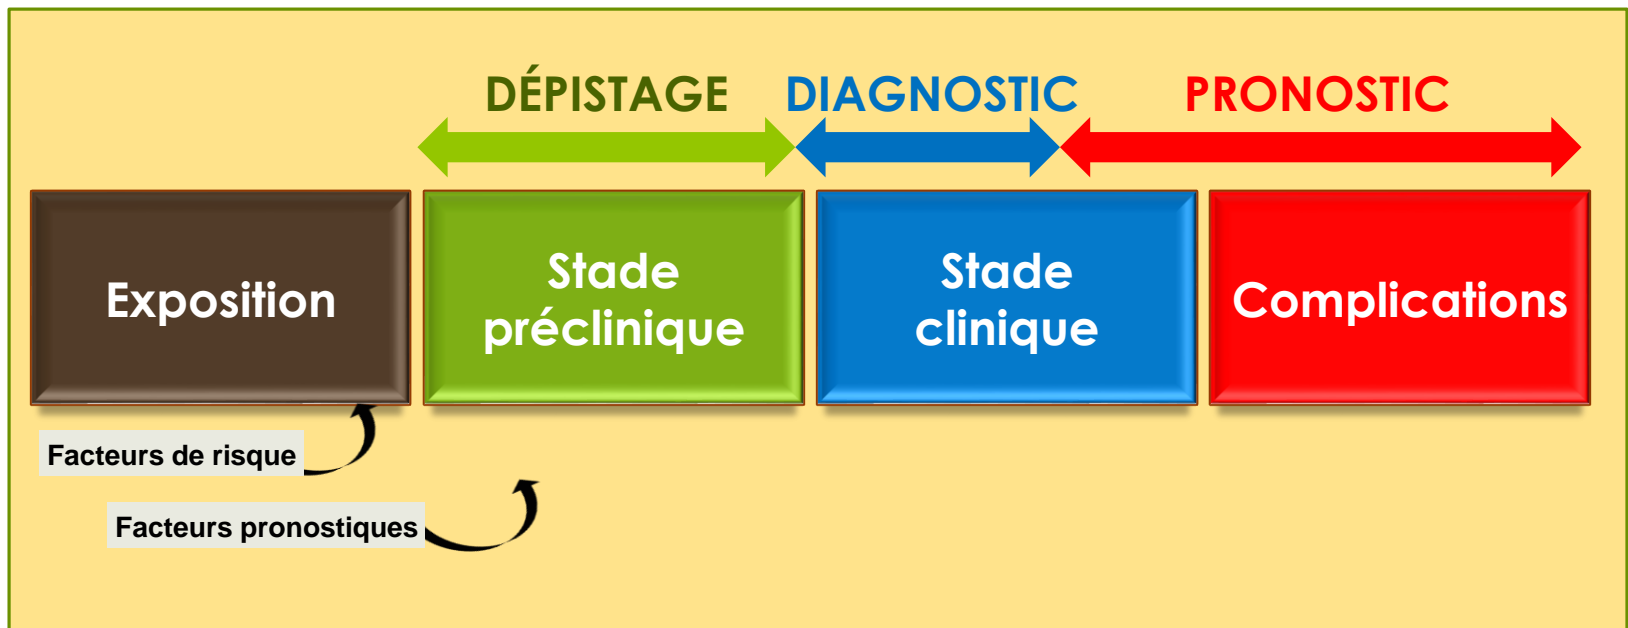 DÉPISTAGE DIAGNOSTIC PRONOSTIC
Exposition
Stade
préclinique
Stade
clinique
Complications
Facteurs de risque
Facteurs pronostiques